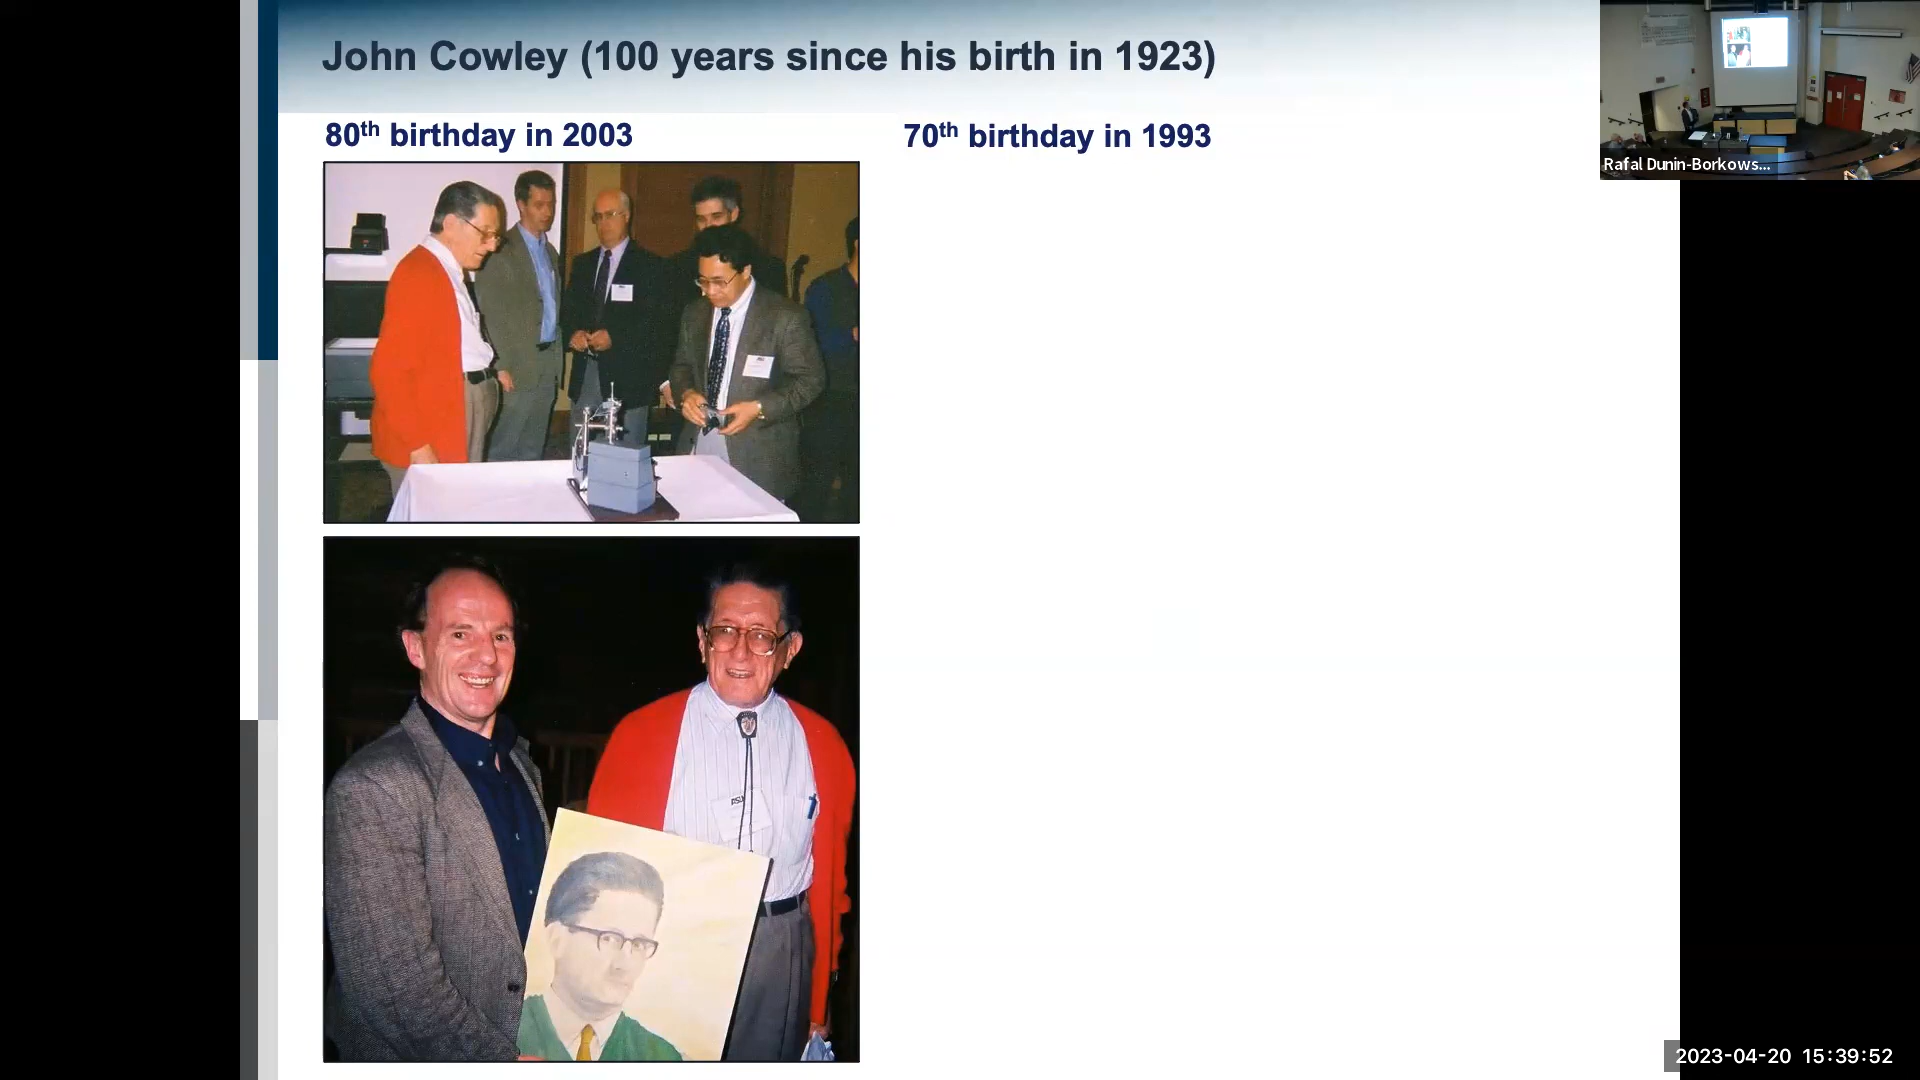 John Cowley (100 years since his birth in 1923)
80th birthday in 2003
70th birthday in 1993
Rafal Dunin-Borkows...
ASU
2023-04-20 15:39:52